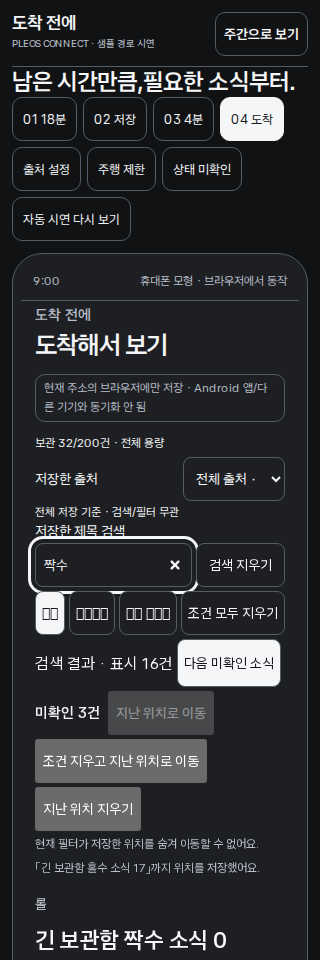 도착 전에
PLEOS CONNECT · 샘플 경로 시연
주간으로 보기
남은 시간만큼,필요한 소식부터.
01 18분
02 저장
03 4분
04 도착
출처 설정
주행 제한
상태 미확인
자동 시연 다시 보기
9:00
휴대폰 모형 · 브라우저에서 동작
도착 전에
도착해서 보기
현재 주소의 브라우저에만 저장 · Android 앱/다
른 기기와 동기화 안 됨
보관 32/200건 · 전체 용량
저장한 출처
전체 출처 ·
전체 저장 기준 · 검색/필터 무관
저장한 제목 검색
짝수
×
검색 지우기
조건 모두 지우기
검색 결과 · 표시 16건
다음 미확인 소식
미확인 3건
지난 위치로 이동
조건 지우고 지난 위치로 이동
지난 위치 지우기
현재 필터가 저장한 위치를 숨겨 이동할 수 없어요.
「긴 보관함 홀수 소식 17」까지 위치를 저장했어요.
롤
긴 보관함 짝수 소식 0